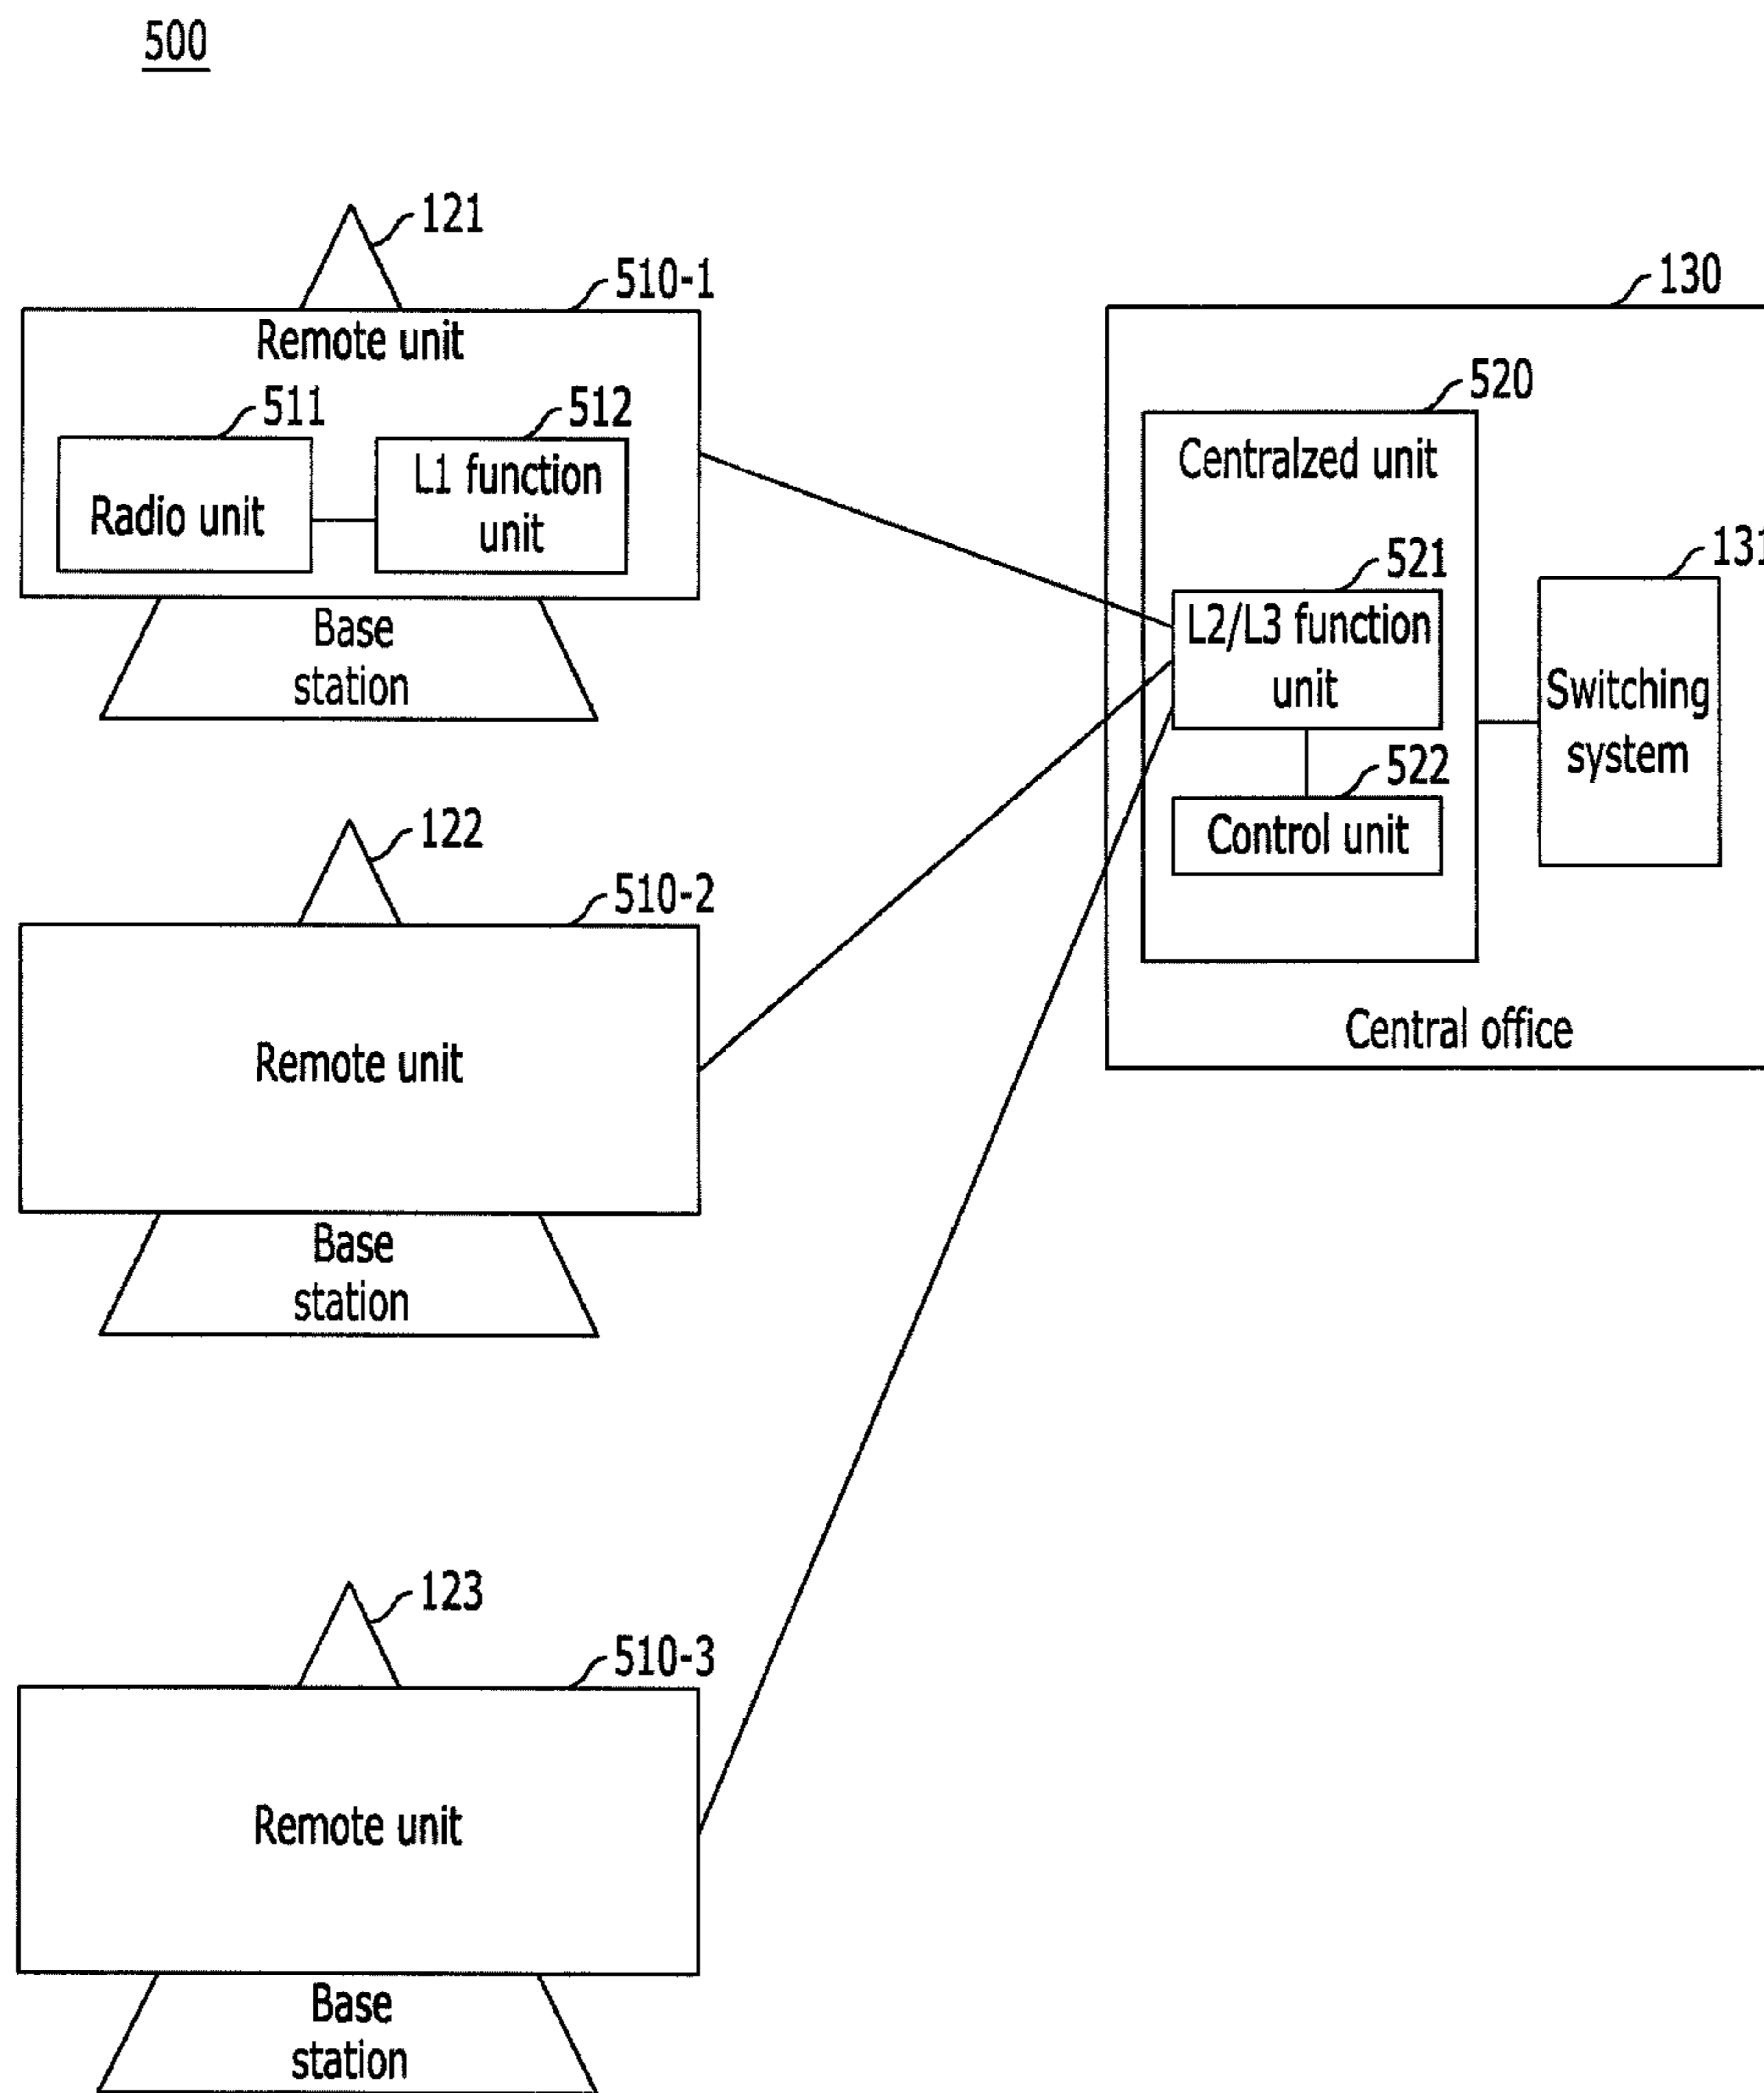 500
121
510-1
Remote unit
511
512
Radio unit
L1 function
unit
Base
station
122
510-2
Remote unit
Base
station
123
510-3
Remote unit
Base
station
130
520
Centralzed unit
521
L2/L3 function
unit
522
Control unit
131
Switching
system
Central office